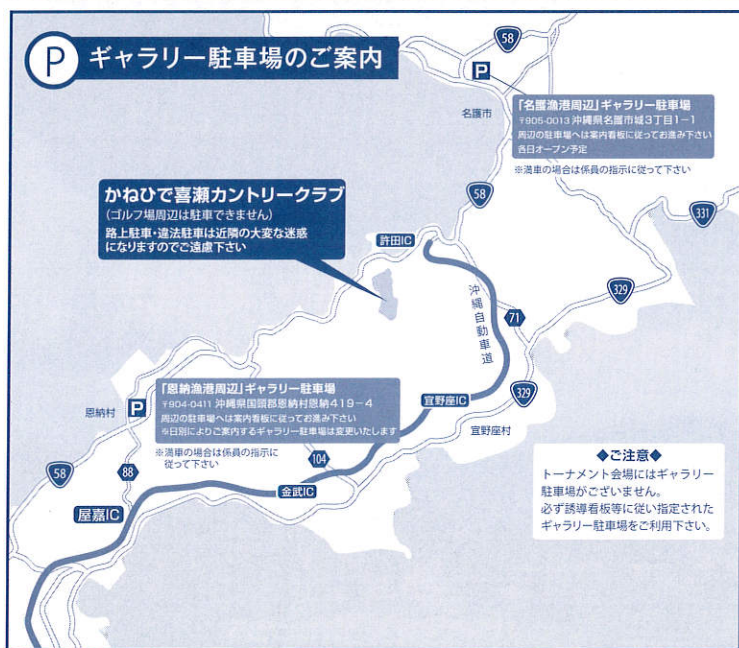 P ギャラリー駐車場のご案内
58
P
名護市
「名護漁港周辺」ギャラリー駐車場
〒905-0013 沖縄県名護市城3丁目1-1
周辺の駐車場へは案内看板に従ってお進み下さい
各日オープン予定
※満車の場合は係員の指示に従って下さい
かねひで喜瀬カントリークラブ
(ゴルフ場周辺は駐車できません)
路上駐車・違法駐車は近隣の大変な迷惑
になりますのでご遠慮下さい
58
331
許田IC
329
沖縄自動車道
71
「恩納漁港周辺」ギャラリー駐車場
〒904-0411 沖縄県国頭郡恩納村恩納419-4
周辺の駐車場へは案内看板に従ってお進み下さい
※日別によりご案内するギャラリー駐車場は変更いたします
※満車の場合は係員の指示に
従って下さい
恩納村
P
宜野座IC
329
宜野座村
58
88
104
金武IC
屋嘉IC
◆ご注意◆
トーナメント会場にはギャラリー
駐車場がございません。
必ず誘導看板等に従い指定された
ギャラリー駐車場をご利用下さい。